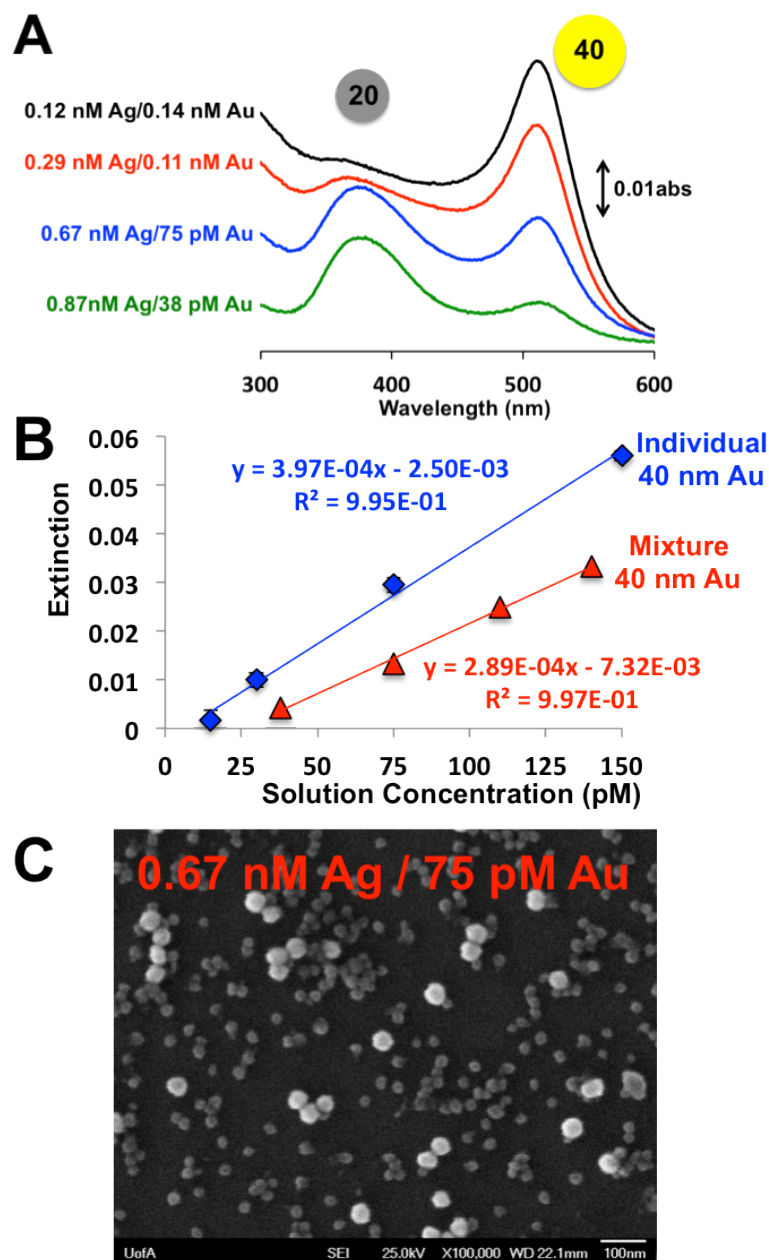 A
40
20
0.12 nM Ag/0.14 nM Au
0.29 nM Ag/0.11 nM Au
0.01abs
0.67 nM Ag/75 pM Au
0.87nM Ag/38 pM Au
300 400 500 600
Wavelength (nm)
B
0.06
0.05
0.04
0.03
0.02
0.01
0
Extinction
y = 3.97E-04x - 2.50E-03
R² = 9.95E-01
Individual
40 nm Au
Mixture
40 nm Au
y = 2.89E-04x - 7.32E-03
R² = 9.97E-01
0 25 50 75 100 125 150
Solution Concentration (pM)
C
0.67 nM Ag / 75 pM Au
UofA SEI 25.0kV X100,000 WD 22.1mm 100nm